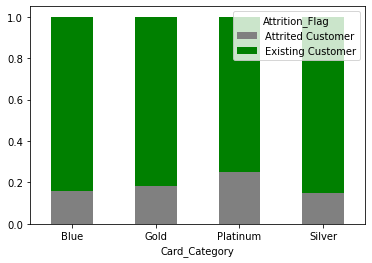 Attrition_Flag
Attrited Customer
Existing Customer
1.0
0.8
0.6
0.4
0.2
0.0
Blue Gold Platinum Silver
Card_Category